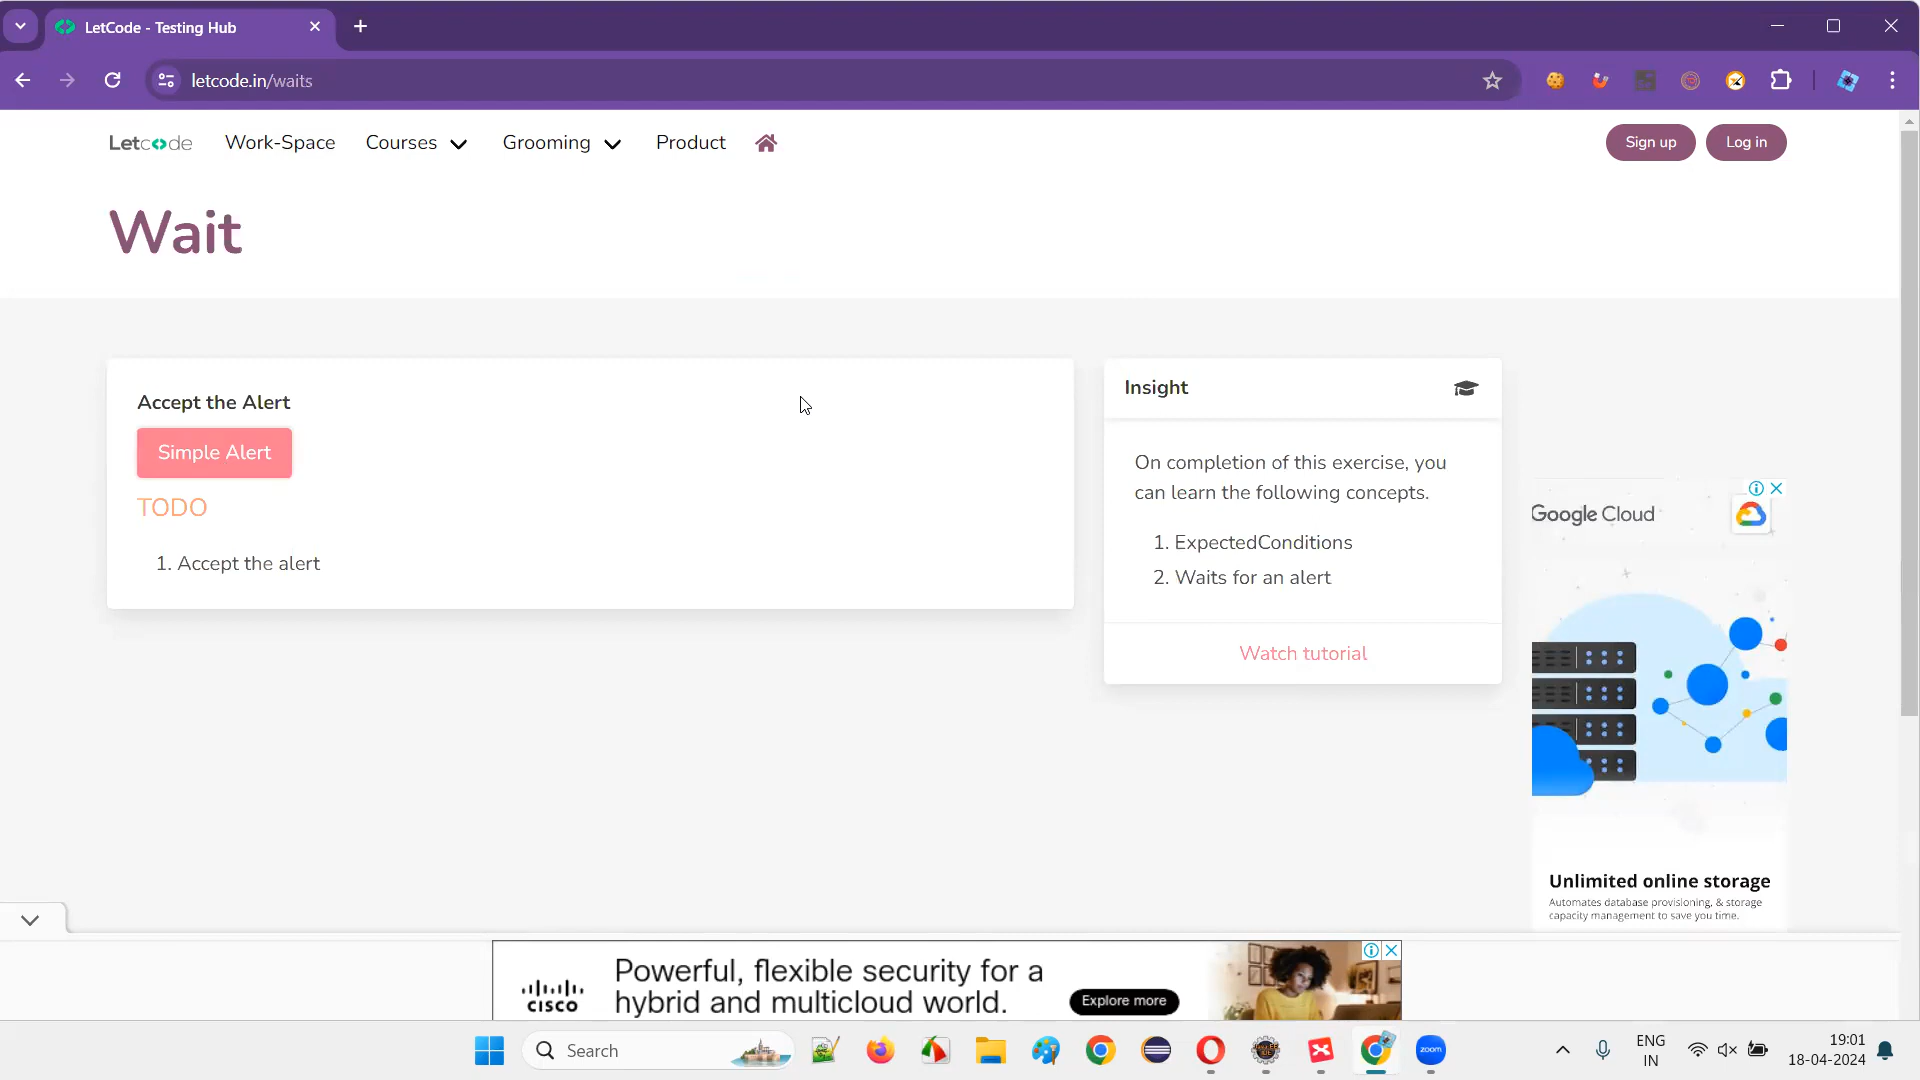 LetCode - Testing Hub
letcode.in/waits
Letcode
Work-Space
Courses
Grooming
Product
Sign up
Log in
Wait
Accept the Alert
Simple Alert
TODO
1. Accept the alert
Insight
On completion of this exercise, you
can learn the following concepts.
1. ExpectedConditions
2. Waits for an alert
Watch tutorial
Google Cloud
Unlimited online storage
Automates database provisioning, & storage
capacity management to save you time.
CISCO
Powerful, flexible security for a
hybrid and multicloud world.
Explore more
Search
zoom
ENG
IN
19:01
18-04-2024